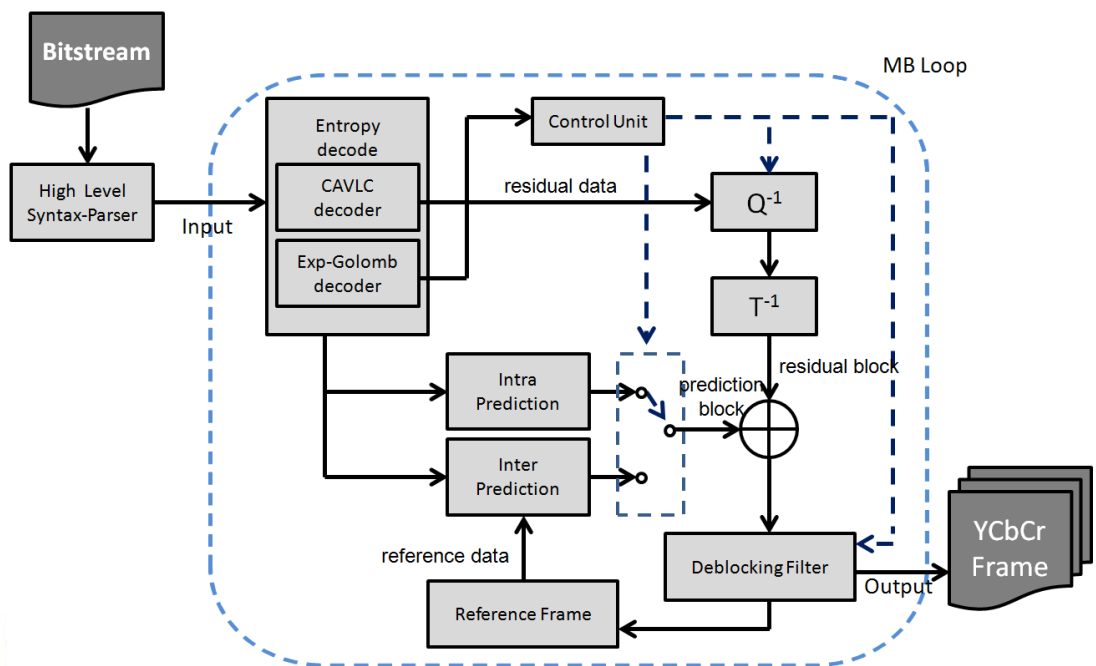 Bitstream
MB Loop
Entropy
decode
Control Unit
High Level
Syntax-Parser
Input
CAVLC
decoder
residual data
Q-1
Exp-Golomb
decoder
T-1
Intra
Prediction
prediction
block
residual block
Inter
Prediction
reference data
Reference Frame
Deblocking Filter
Output
YCbCr
Frame